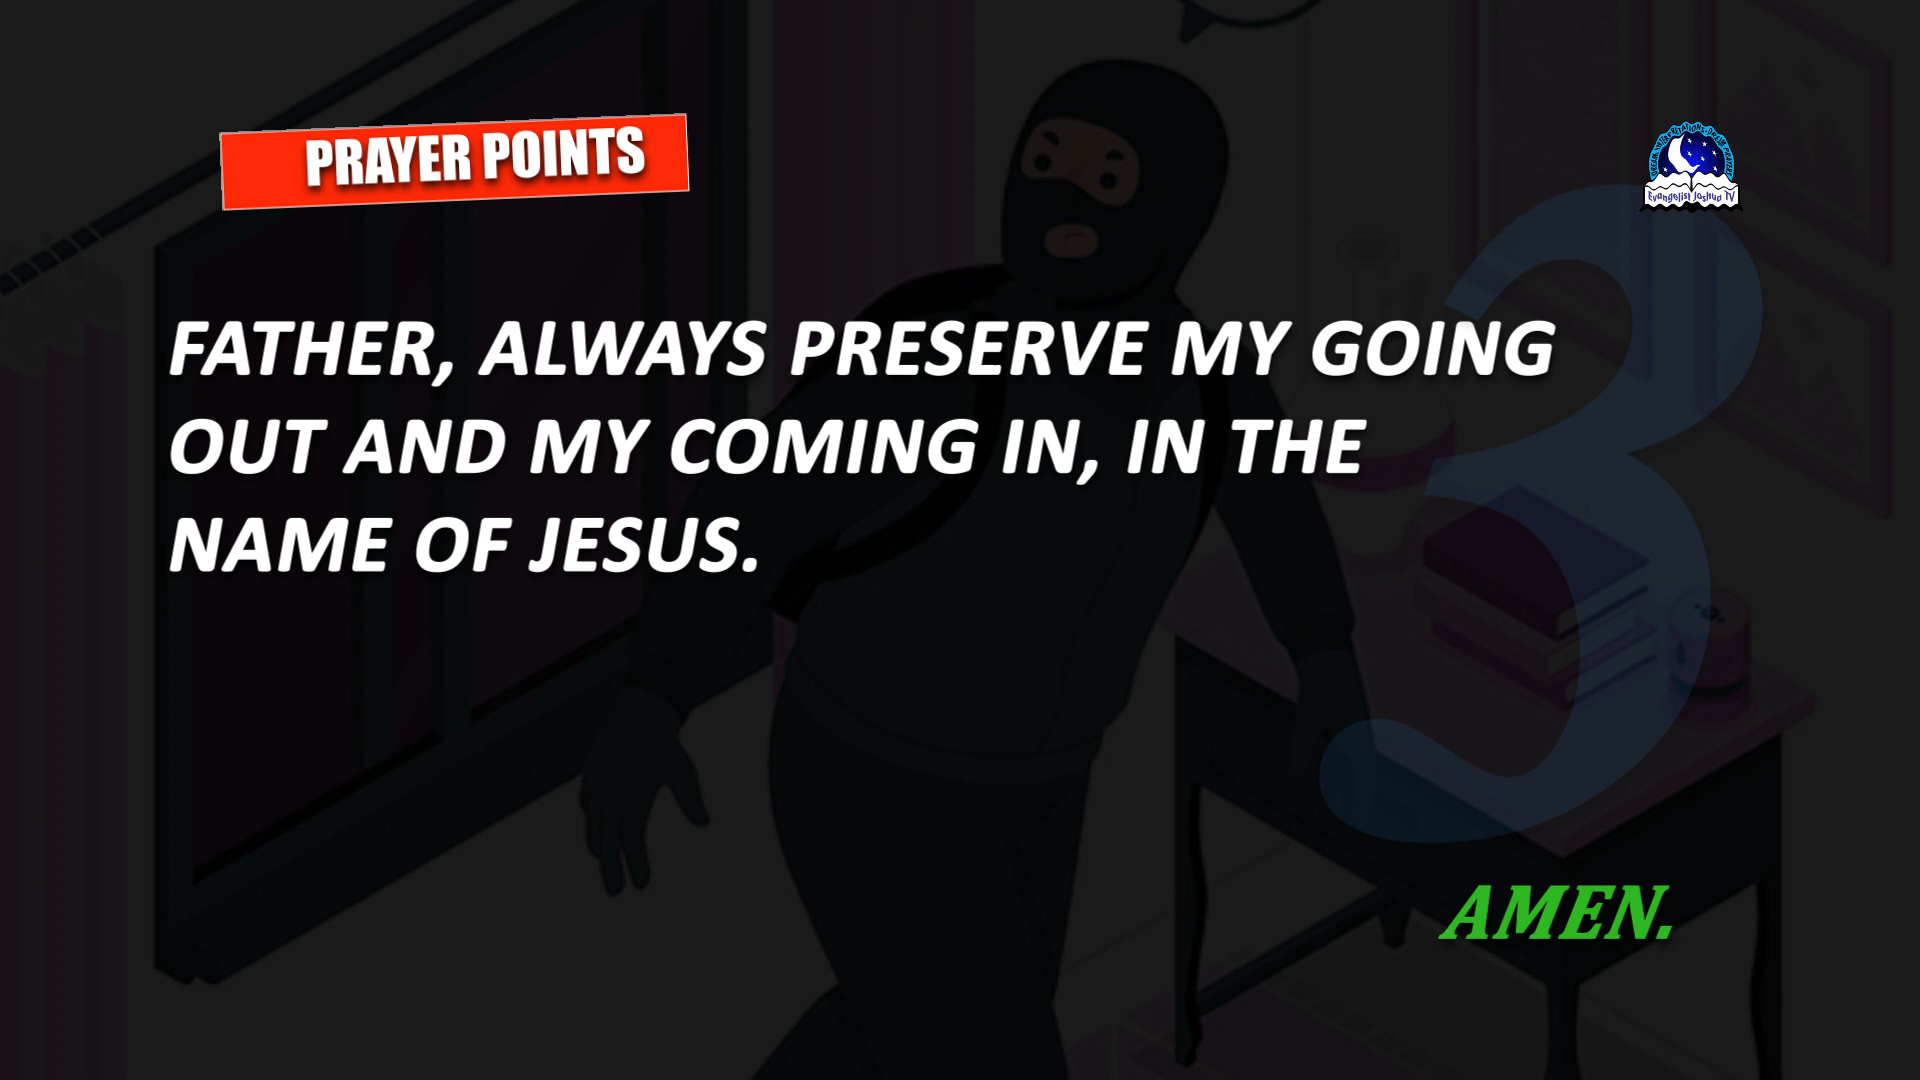 PRAYER POINTS
Evangelist Joshua TV
3
FATHER, ALWAYS PRESERVE MY GOING
OUT AND MY COMING IN, IN THE
NAME OF JESUS.
AMEN.